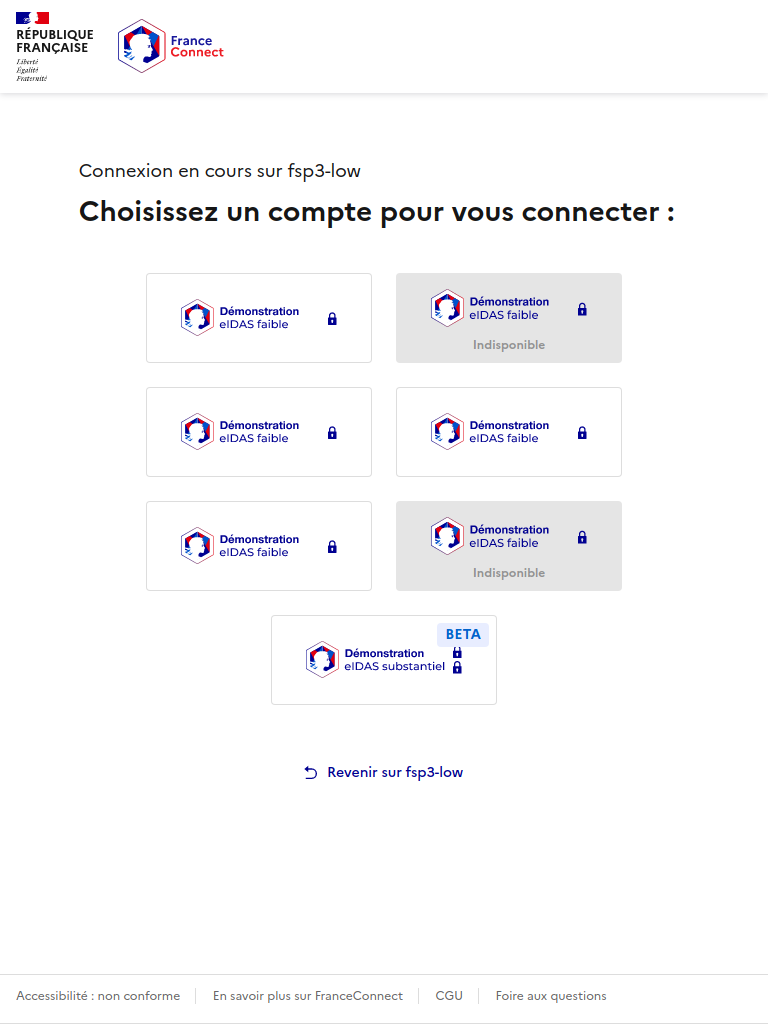 RÉPUBLIQUE
FRANÇAISE
Liberté
Égalité
Fraternité
France
Connect
Connexion en cours sur fsp3-low
Choisissez un compte pour vous connecter :
Démonstration
eIDAS faible
Démonstration
eIDAS faible
Indisponible
Démonstration
eIDAS faible
Démonstration
eIDAS faible
Démonstration
eIDAS faible
Démonstration
eIDAS faible
Indisponible
BETA
Démonstration
eIDAS substantiel
Revenir sur fsp3-low
Accessibilité : non conforme
En savoir plus sur FranceConnect
CGU
Foire aux questions